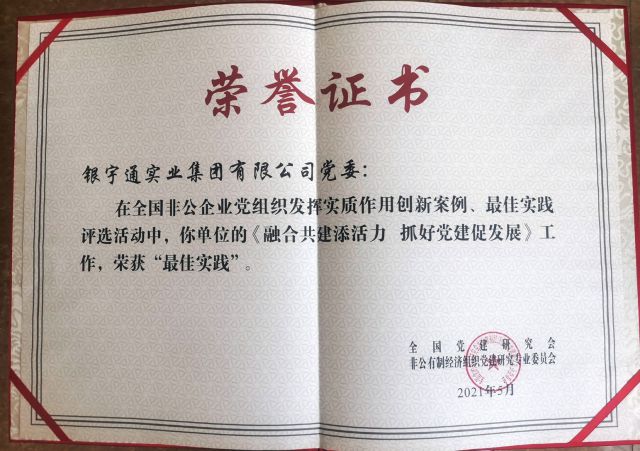 荣誉证书
银宇通实业集团有限公司党委：
在全国非公企业党组织发挥实质作用创新案例、最佳实践
评选活动中，你单位的《融合共建添活力 抓好党建促发展》工
作，荣获“最佳实践”。
全国党建研究会
非公有制经济组织党建研究专业委员会
2021年5月